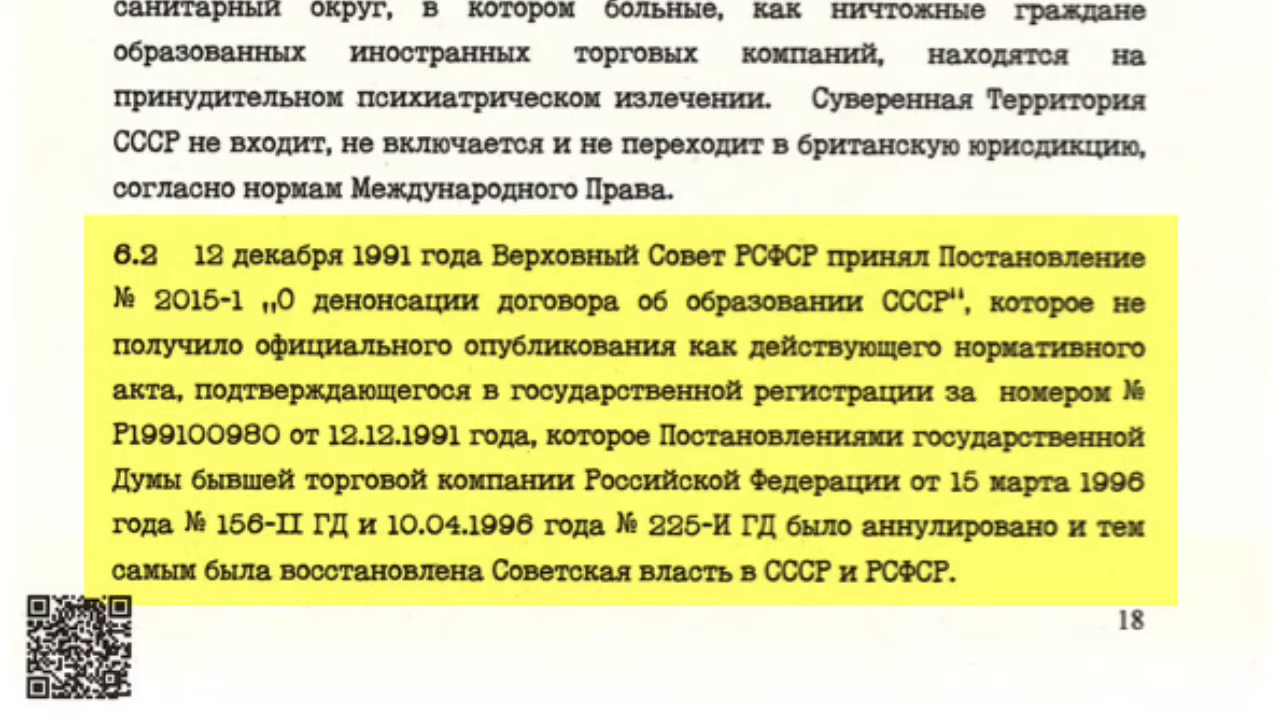 санитарный округ, в котором больные, как ничтожные граждане
образованных иностранных торговых компаний, находятся на
принудительном психиатрическом излечении. Суверенная Территория
СССР не входит, не включается и не переходит в британскую юрисдикцию,
согласно нормам Международного Права.
6.2 12 декабря 1991 года Верховный Совет РСФСР принял Постановление
№ 2015-1 „О денонсации договора об образовании СССР“, которое не
получило официального опубликования как действующего нормативного
акта, подтверждающегося в государственной регистрации за номером №
Р199100980 от 12.12.1991 года, которое Постановлениями государственной
Думы бывшей торговой компании Российской Федерации от 15 марта 1996
года № 156-II ГД и 10.04.1996 года № 225-И ГД было аннулировано и тем
самым была восстановлена Советская власть в СССР и РСФСР.
18